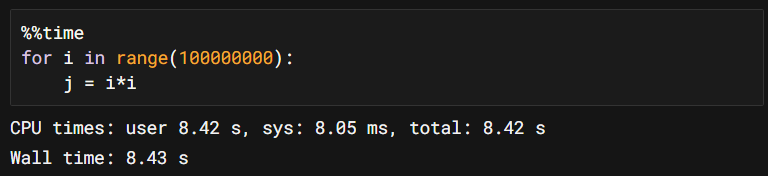 %%time
for i in range(100000000):
    j = i*i
CPU times: user 8.42 s, sys: 8.05 ms, total: 8.42 s
Wall time: 8.43 s